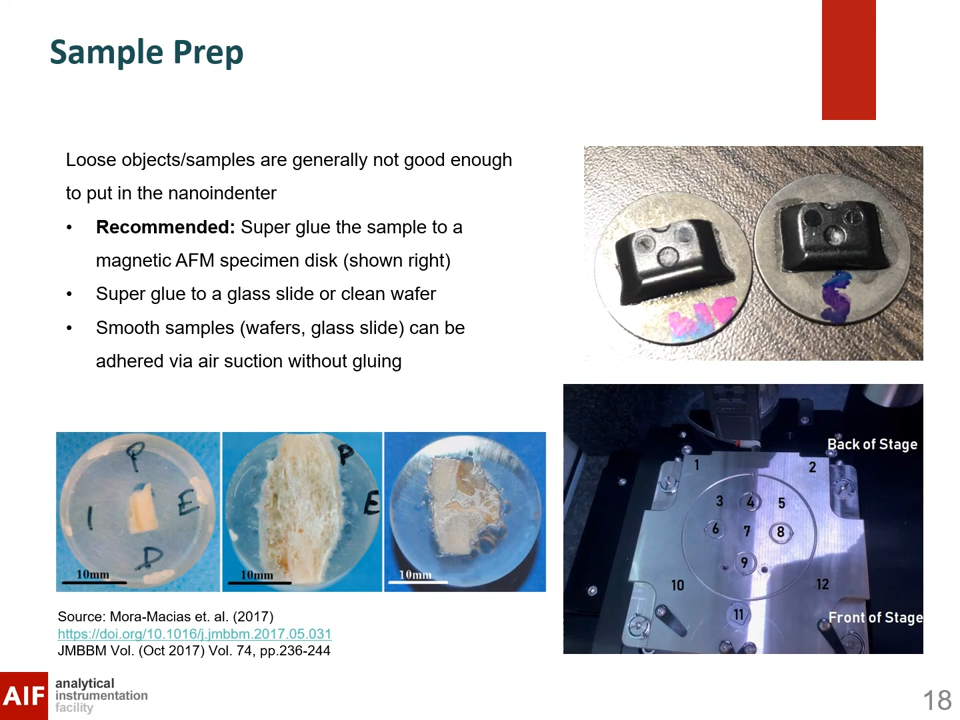 Sample Prep
Loose objects/samples are generally not good enough
to put in the nanoindenter
• Recommended: Super glue the sample to a
magnetic AFM specimen disk (shown right)
• Super glue to a glass slide or clean wafer
• Smooth samples (wafers, glass slide) can be
adhered via air suction without gluing
P
I
E
D
10mm
P
E
10mm
10mm
Back of Stage
1
2
3
4
5
6
7
8
9
10
12
11
Front of Stage
Source: Mora-Macias et. al. (2017)
https://doi.org/10.1016/j.jmbbm.2017.05.031
JMBBM Vol. (Oct 2017) Vol. 74, pp.236-244
AIF analytical
instrumentation
facility
18